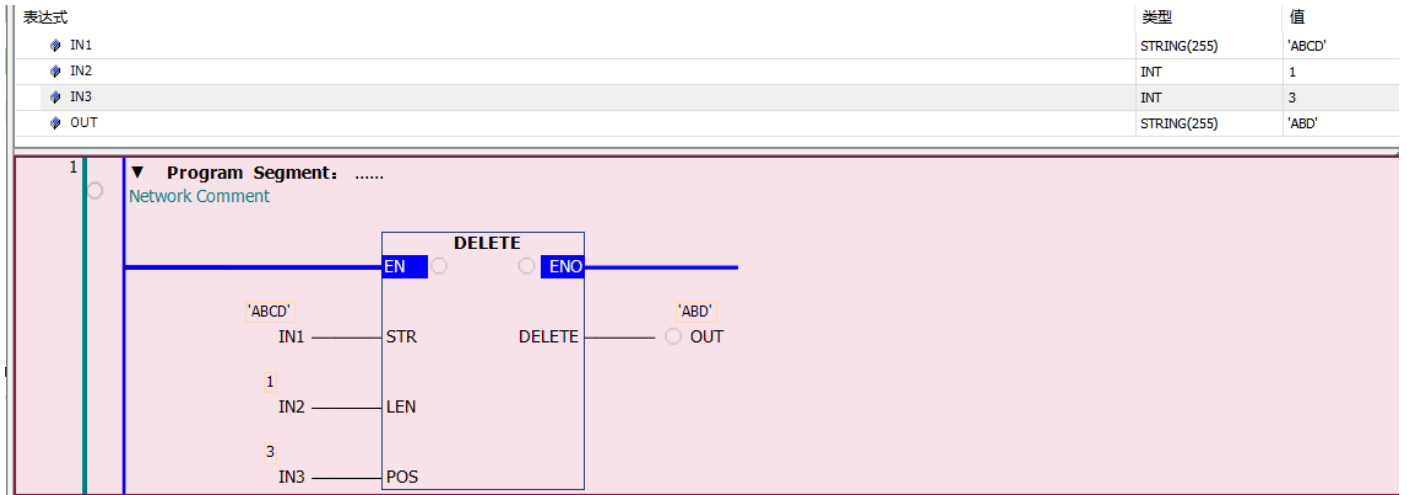 表达式 类型 值
IN1 STRING(255) 'ABCD'
IN2 INT 1
IN3 INT 3
OUT STRING(255) 'ABD'
1 ▼ Program Segment： ......
Network Comment
DELETE
EN ENO
'ABCD' 'ABD'
IN1 STR DELETE OUT
1
IN2 LEN
3
IN3 POS